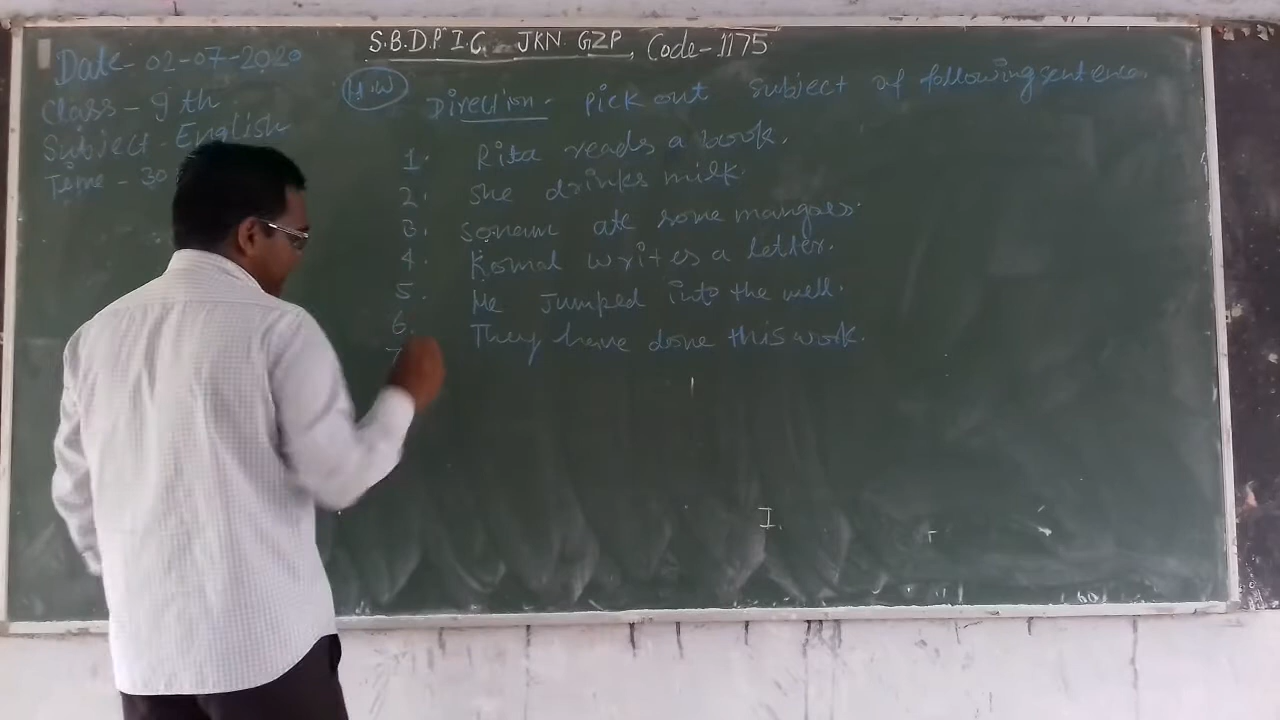 S.B.D.P I.C. JKN GZP, Code-1175
Date-02-07-2020
Class-9th
Subject-English
Time-30
H.W
Direction- Pick out subject of following sentence.
1. Rita reads a book.
2. she drinks milk.
3. sonam ate some mangoes.
4. Komal writes a letter.
5. He Jumped into the well.
6. They have done this work.
7
I.